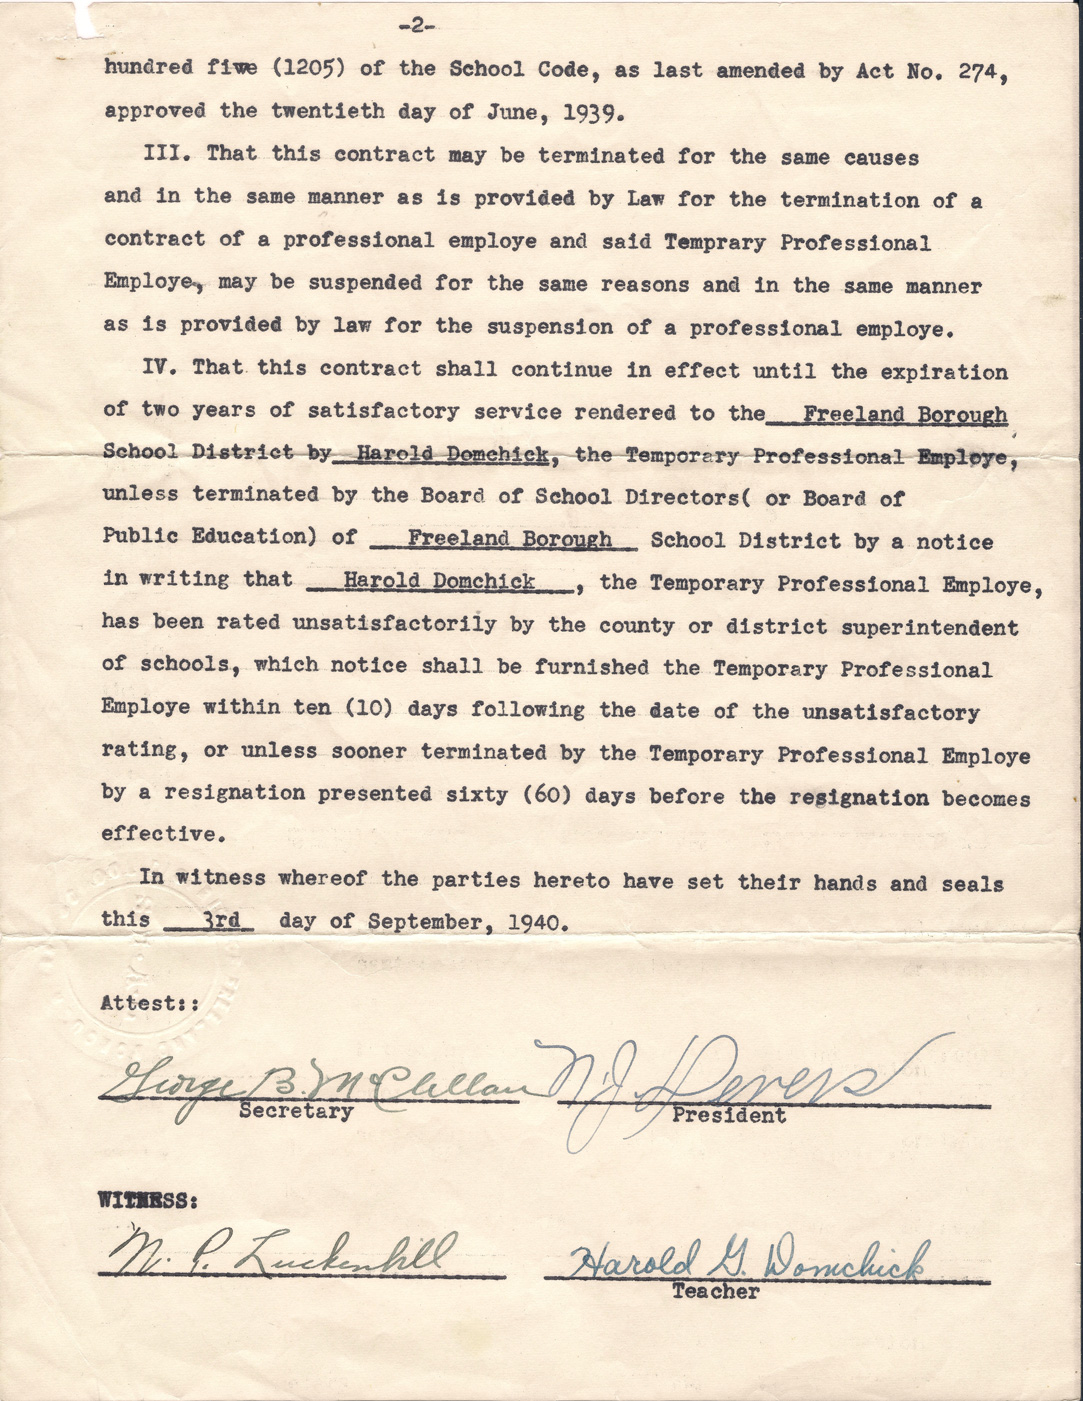 -2-
hundred five (1205) of the School Code, as last amended by Act No. 274,
approved the twentieth day of June, 1939.
III. That this contract may be terminated for the same causes
and in the same manner as is provided by Law for the termination of a
contract of a professional employe and said Temprary Professional
Employe, may be suspended for the same reasons and in the same manner
as is provided by law for the suspension of a professional employe.
IV. That this contract shall continue in effect until the expiration
of two years of satisfactory service rendered to the Freeland Borough
School District by Harold Domchick, the Temporary Professional Employe,
unless terminated by the Board of School Directors( or Board of
Public Education) of Freeland Borough School District by a notice
in writing that Harold Domchick , the Temporary Professional Employe,
has been rated unsatisfactorily by the county or district superintendent
of schools, which notice shall be furnished the Temporary Professional
Employe within ten (10) days following the date of the unsatisfactory
rating, or unless sooner terminated by the Temporary Professional Employe
by a resignation presented sixty (60) days before the resignation becomes
effective.
In witness whereof the parties hereto have set their hands and seals
this 3rd day of September, 1940.
Attest::
George B. McClellan N. J. Devers
Secretary President
WITNESS:
Luckenbill Harold G. Domchick
Teacher